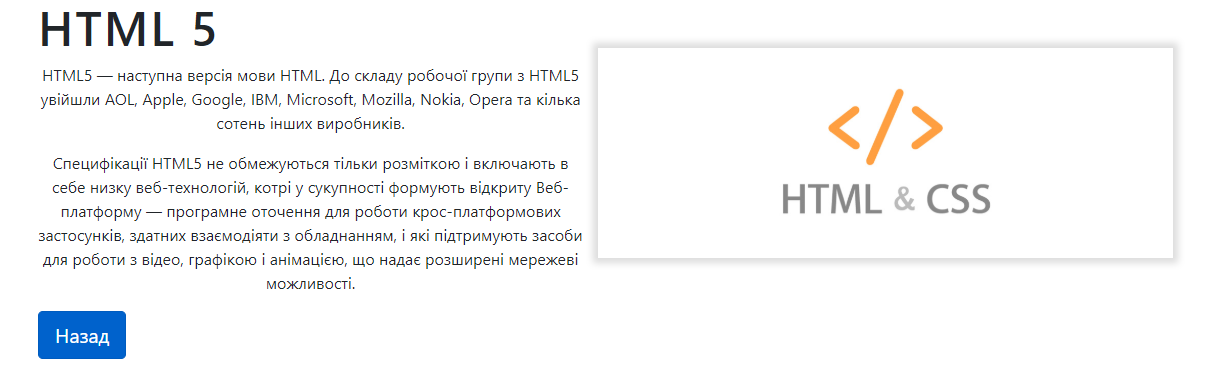 HTML 5
HTML5 — наступна версія мови HTML. До складу робочої групи з HTML5
увійшли AOL, Apple, Google, IBM, Microsoft, Mozilla, Nokia, Opera та кілька
сотень інших виробників.
Специфікації HTML5 не обмежуються тільки розміткою і включають в
себе низку веб-технологій, котрі у сукупності формують відкриту Веб-
платформу — програмне оточення для роботи крос-платформових
застосунків, здатних взаємодіяти з обладнанням, і які підтримують засоби
для роботи з відео, графікою і анімацією, що надає розширені мережеві
можливості.
Назад
</>
HTML & CSS